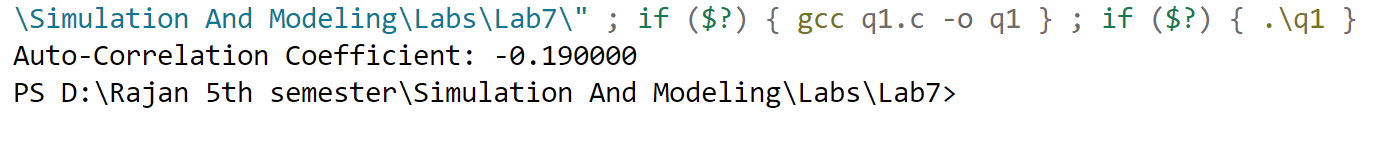 \Simulation And Modeling\Labs\Lab7\" ; if ($?) { gcc q1.c -o q1 } ; if ($?) { .\q1 }
Auto-Correlation Coefficient: -0.190000
PS D:\Rajan 5th semester\Simulation And Modeling\Labs\Lab7>